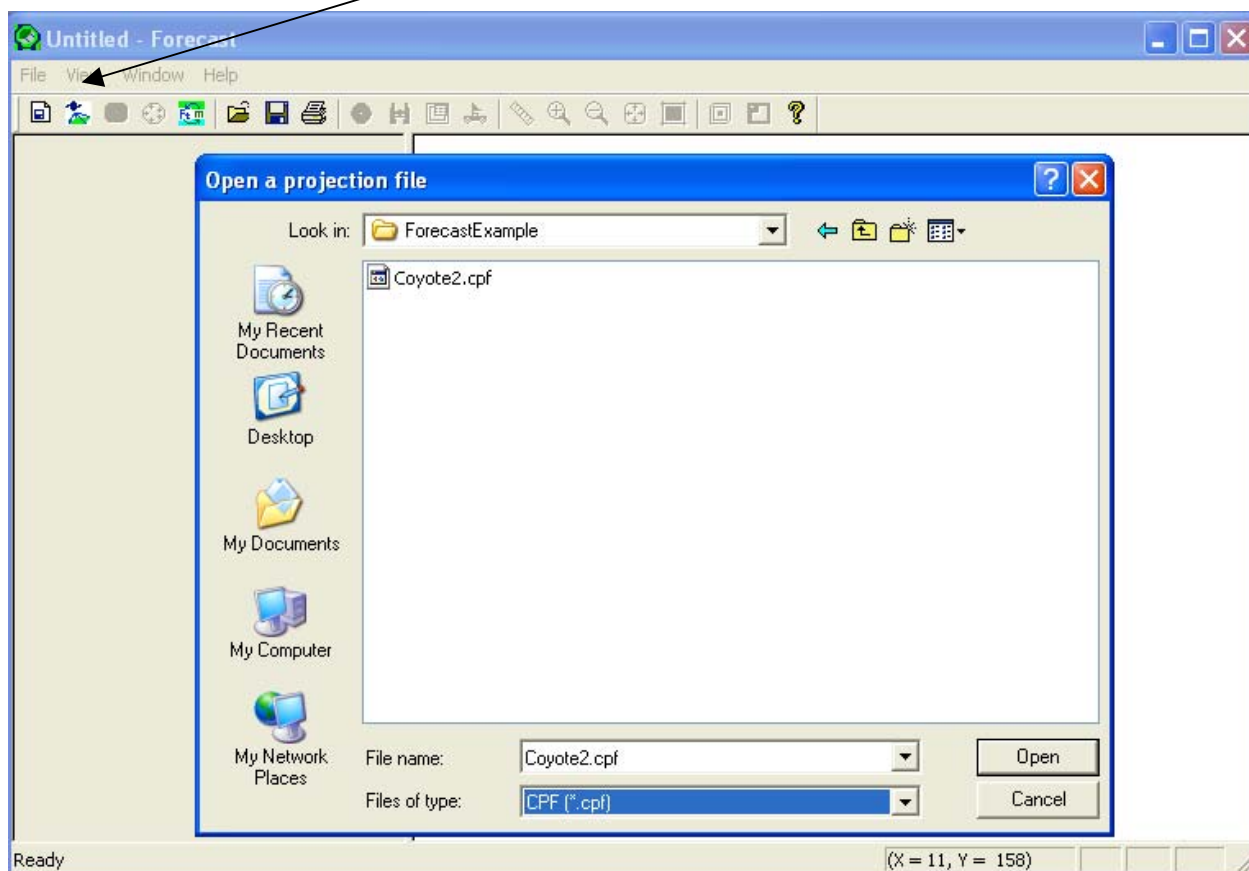 Untitled - Forecast
File View Window Help
Open a projection file
Look in: ForecastExample
Coyote2.cpf
My Recent
Documents
Desktop
My Documents
My Computer
My Network
Places
File name: Coyote2.cpf Open
Files of type: CPF (*.cpf) Cancel
Ready (X = 11, Y = 158)